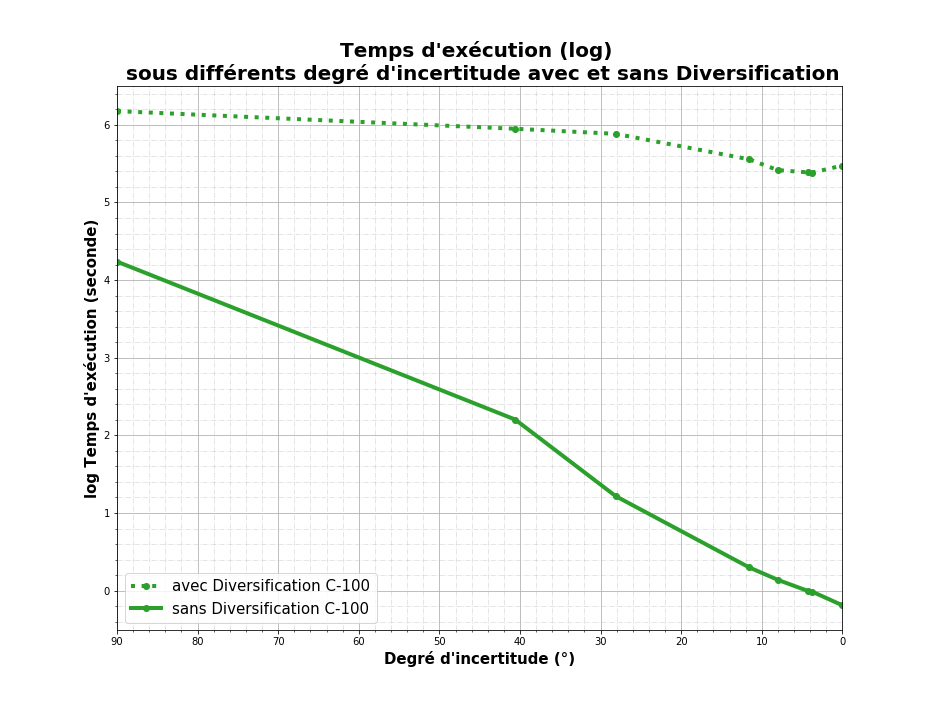 Temps d'exécution (log)
sous différents degré d'incertitude avec et sans Diversification
log Temps d'exécution (seconde)
6
5
4
3
2
1
0
avec Diversification C-100
sans Diversification C-100
90 80 70 60 50 40 30 20 10 0
Degré d'incertitude (°)